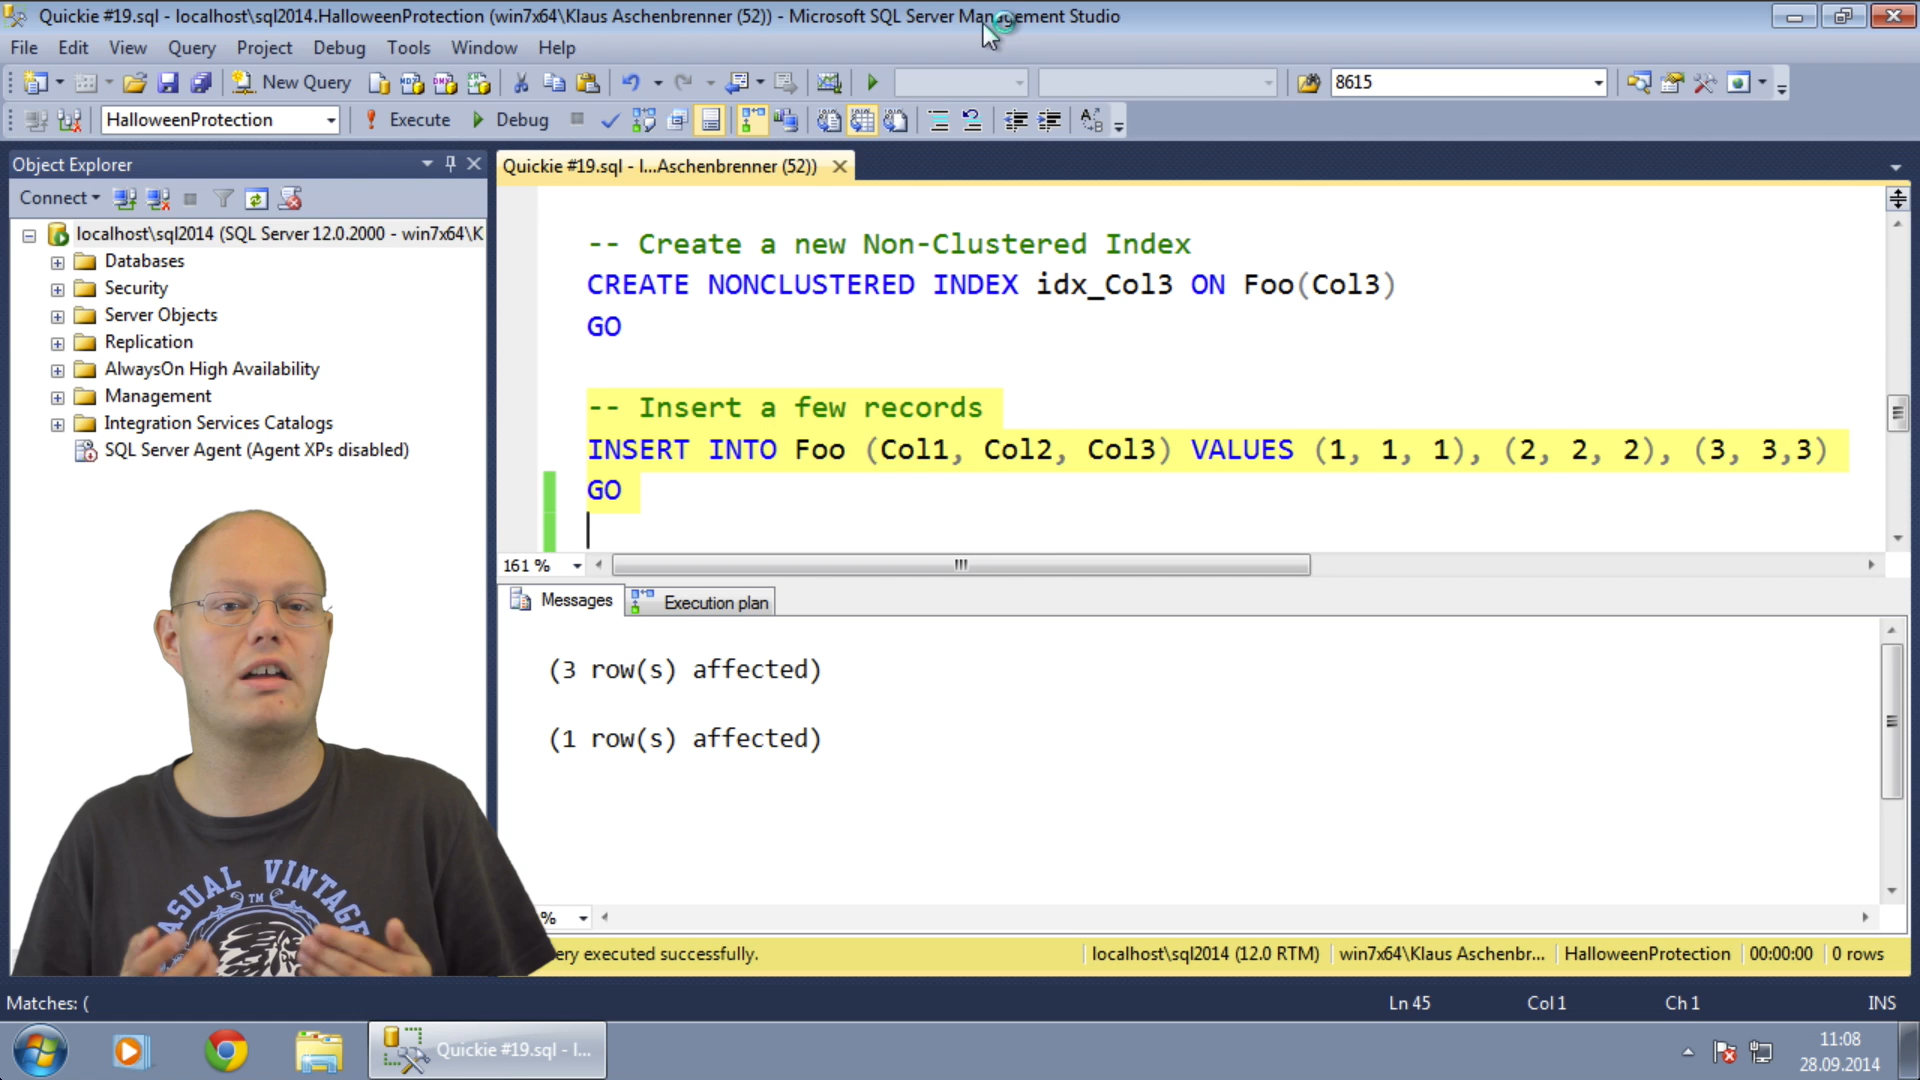 Quickie #19.sql - localhost\sql2014.HalloweenProtection (win7x64\Klaus Aschenbrenner (52)) - Microsoft SQL Server Management Studio
File Edit View Query Project Debug Tools Window Help
New Query 8615
HalloweenProtection Execute Debug
Object Explorer
Connect
localhost\sql2014 (SQL Server 12.0.2000 - win7x64\K
Databases
Security
Server Objects
Replication
AlwaysOn High Availability
Management
Integration Services Catalogs
SQL Server Agent (Agent XPs disabled)
Quickie #19.sql - l...Aschenbrenner (52))
-- Create a new Non-Clustered Index
CREATE NONCLUSTERED INDEX idx_Col3 ON Foo(Col3)
GO
-- Insert a few records
INSERT INTO Foo (Col1, Col2, Col3) VALUES (1, 1, 1), (2, 2, 2), (3, 3,3)
GO
161 %
Messages Execution plan
(3 row(s) affected)
(1 row(s) affected)
%
ery executed successfully. localhost\sql2014 (12.0 RTM) win7x64\Klaus Aschenbr... HalloweenProtection 00:00:00 0 rows
ASUAL VINTAGE
TM
Matches: ( Ln 45 Col 1 Ch 1 INS
Quickie #19.sql - l...
11:08
28.09.2014